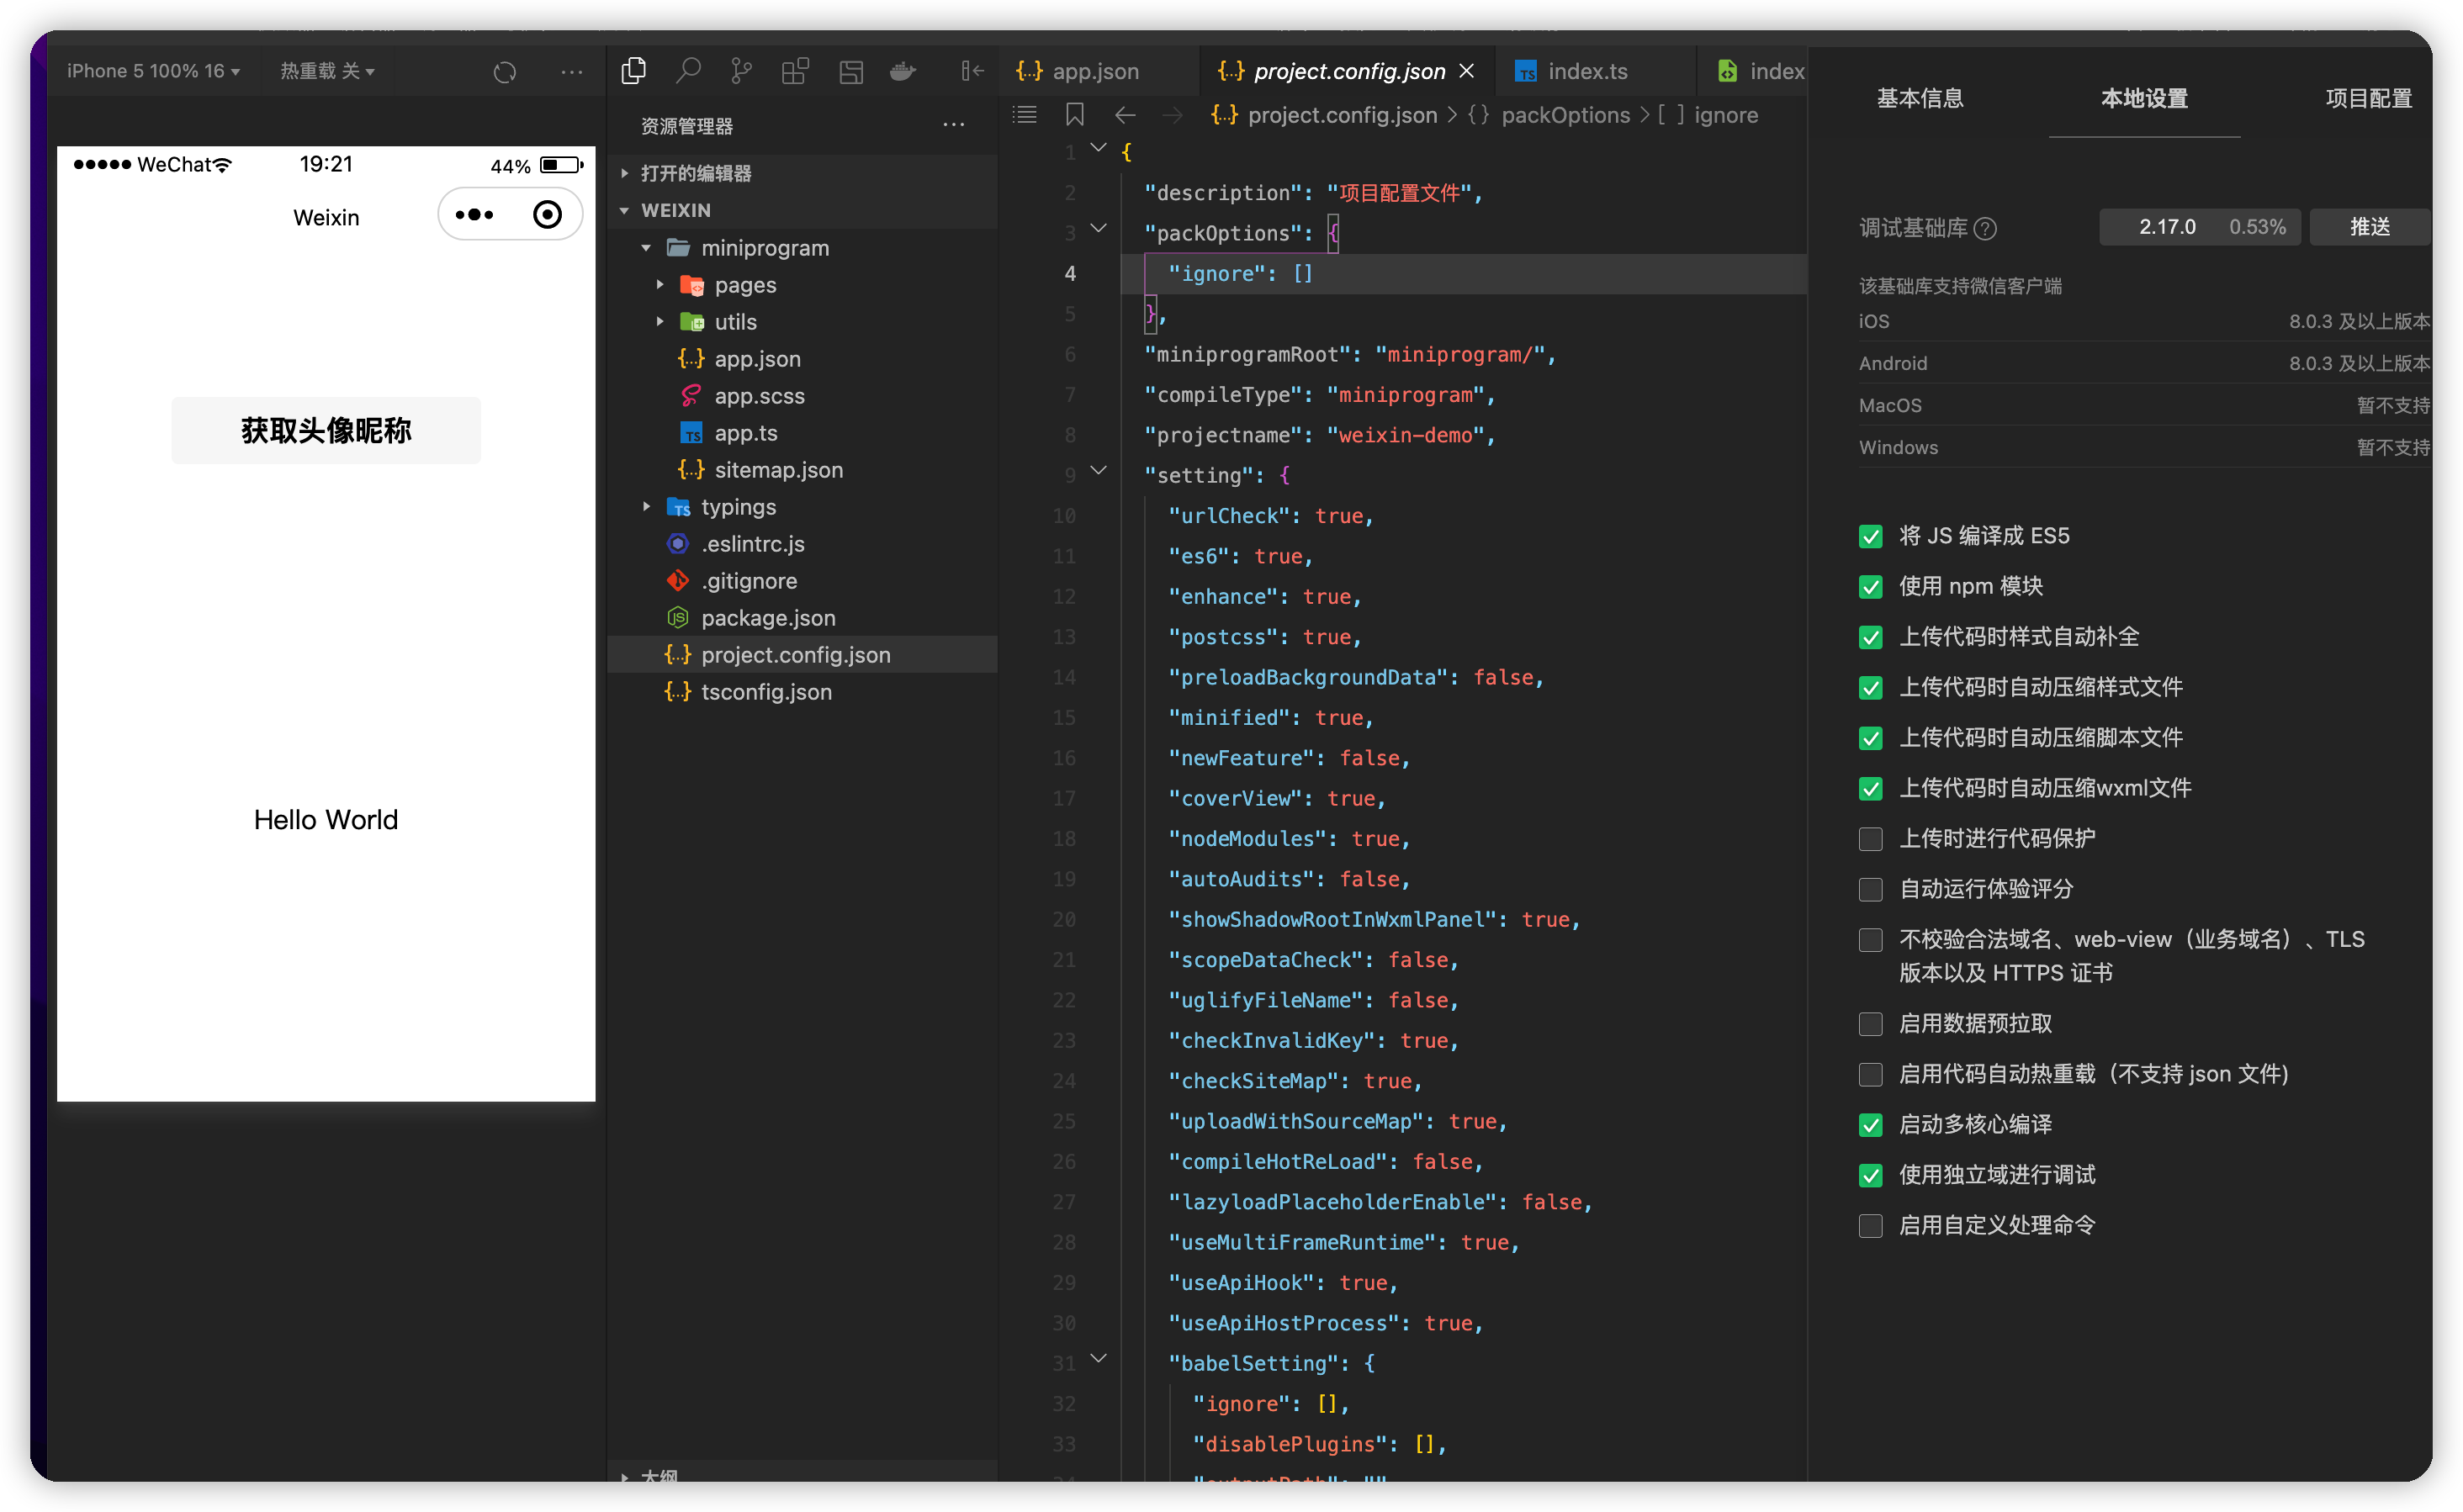 iPhone 5 100% 16
热重载 关
WeChat
19:21
44%
Weixin
获取头像昵称
Hello World
资源管理器
打开的编辑器
WEIXIN
miniprogram
pages
utils
app.json
app.scss
app.ts
sitemap.json
typings
.eslintrc.js
.gitignore
package.json
project.config.json
tsconfig.json
大纲
app.json
project.config.json
index.ts
index
project.config.json > {} packOptions > [ ] ignore
1 {
2 "description": "项目配置文件",
3 "packOptions": {
4 "ignore": []
5 },
6 "miniprogramRoot": "miniprogram/",
7 "compileType": "miniprogram",
8 "projectname": "weixin-demo",
9 "setting": {
10 "urlCheck": true,
11 "es6": true,
12 "enhance": true,
13 "postcss": true,
14 "preloadBackgroundData": false,
15 "minified": true,
16 "newFeature": false,
17 "coverView": true,
18 "nodeModules": true,
19 "autoAudits": false,
20 "showShadowRootInWxmlPanel": true,
21 "scopeDataCheck": false,
22 "uglifyFileName": false,
23 "checkInvalidKey": true,
24 "checkSiteMap": true,
25 "uploadWithSourceMap": true,
26 "compileHotReLoad": false,
27 "lazyloadPlaceholderEnable": false,
28 "useMultiFrameRuntime": true,
29 "useApiHook": true,
30 "useApiHostProcess": true,
31 "babelSetting": {
32 "ignore": [],
33 "disablePlugins": [],
基本信息
本地设置
项目配置
调试基础库
2.17.0 0.53%
推送
该基础库支持微信客户端
iOS 8.0.3 及以上版本
Android 8.0.3 及以上版本
MacOS 暂不支持
Windows 暂不支持
将 JS 编译成 ES5
使用 npm 模块
上传代码时样式自动补全
上传代码时自动压缩样式文件
上传代码时自动压缩脚本文件
上传代码时自动压缩wxml文件
上传时进行代码保护
自动运行体验评分
不校验合法域名、web-view（业务域名）、TLS
版本以及 HTTPS 证书
启用数据预拉取
启用代码自动热重载（不支持 json 文件)
启动多核心编译
使用独立域进行调试
启用自定义处理命令